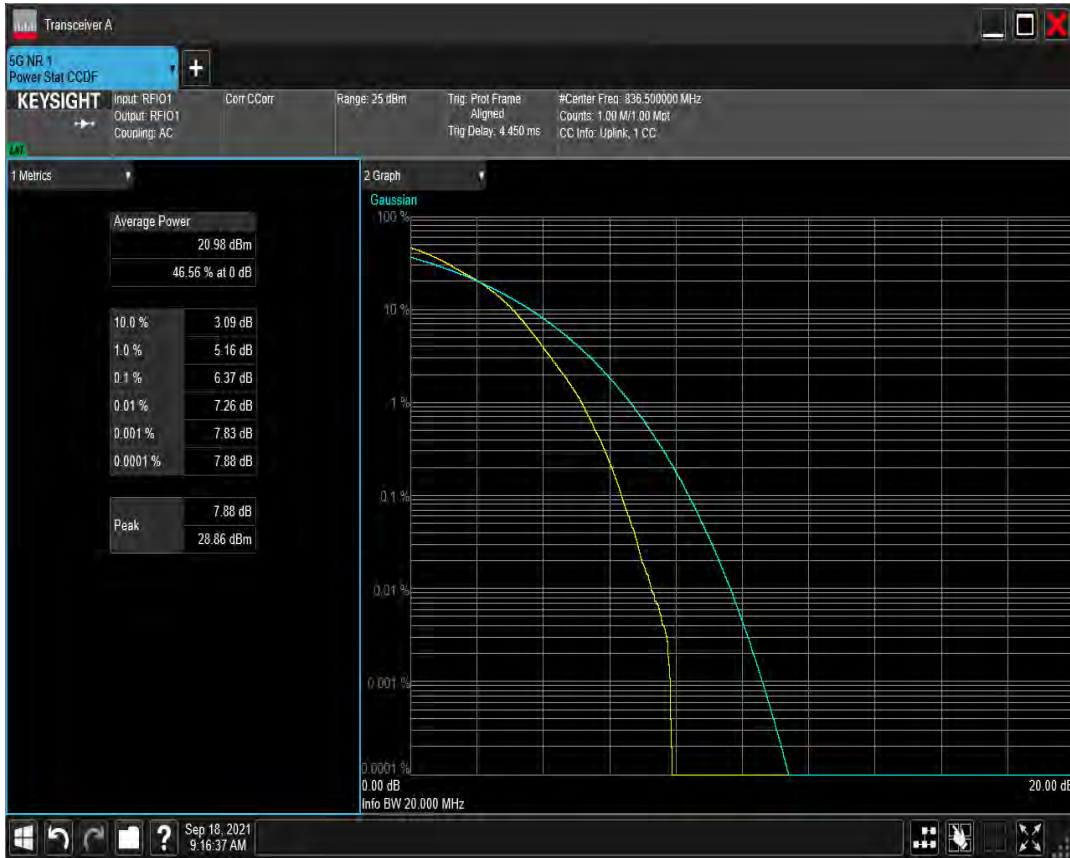 Transceiver A
5G NR 1
Power Stat CCDF
+
KEYSIGHT
Input: RFIO1
Output: RFIO1
Coupling: AC
Corr CCorr
Range: 25 dBm
Trig: Prot Frame
Aligned
Trig Delay: 4.450 ms
#Center Freq: 836.500000 MHz
Counts: 1.00 M/1.00 Mpt
CC Info: Uplink, 1 CC
1 Metrics
Average Power
20.98 dBm
46.56 % at 0 dB
10.0 % 3.09 dB
1.0 % 5.16 dB
0.1 % 6.37 dB
0.01 % 7.26 dB
0.001 % 7.83 dB
0.0001 % 7.88 dB
Peak
7.88 dB
28.86 dBm
2 Graph
Gaussian
100 %
10 %
1 %
0.1 %
0.01 %
0.001 %
0.0001 %
0.00 dB
20.00 dB
Info BW 20.000 MHz
?
Sep 18, 2021
9:16:37 AM